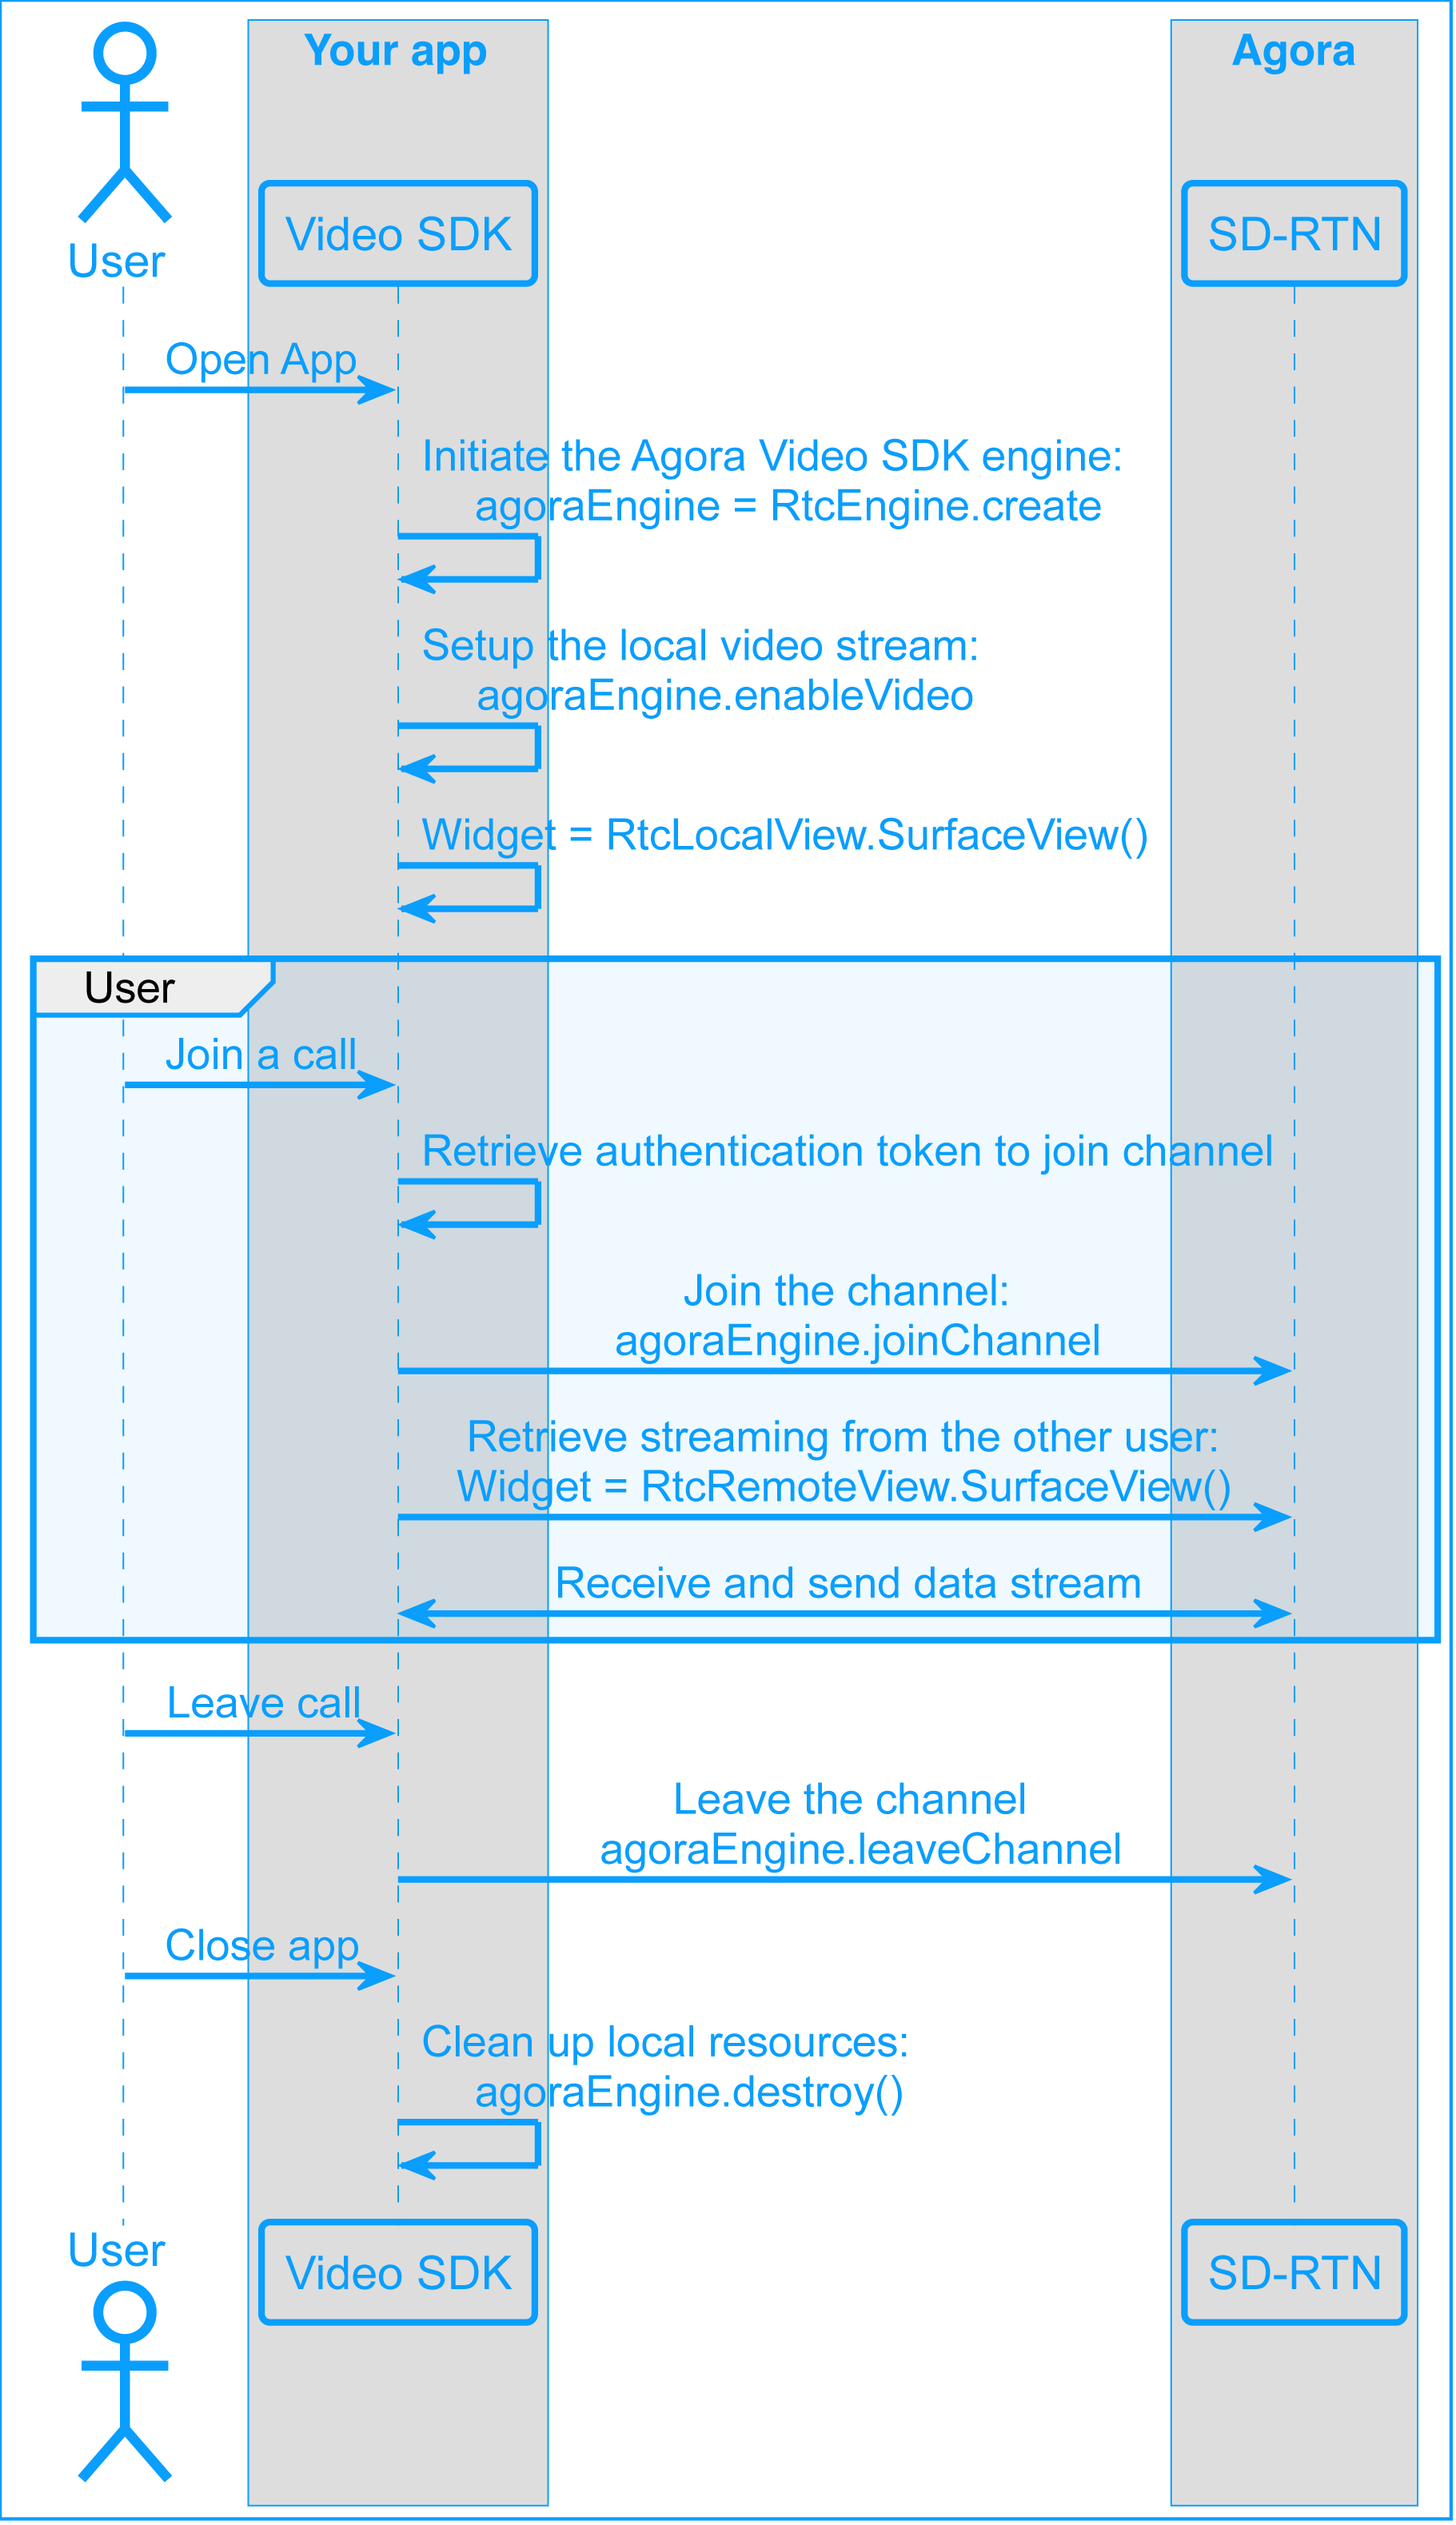 Your app
Agora
User
Video SDK
SD-RTN
Open App
Initiate the Agora Video SDK engine:
agoraEngine = RtcEngine.create
Setup the local video stream:
agoraEngine.enableVideo
Widget = RtcLocalView.SurfaceView()
User
Join a call
Retrieve authentication token to join channel
Join the channel:
agoraEngine.joinChannel
Retrieve streaming from the other user:
Widget = RtcRemoteView.SurfaceView()
Receive and send data stream
Leave call
Leave the channel
agoraEngine.leaveChannel
Close app
Clean up local resources:
agoraEngine.destroy()
User
Video SDK
SD-RTN